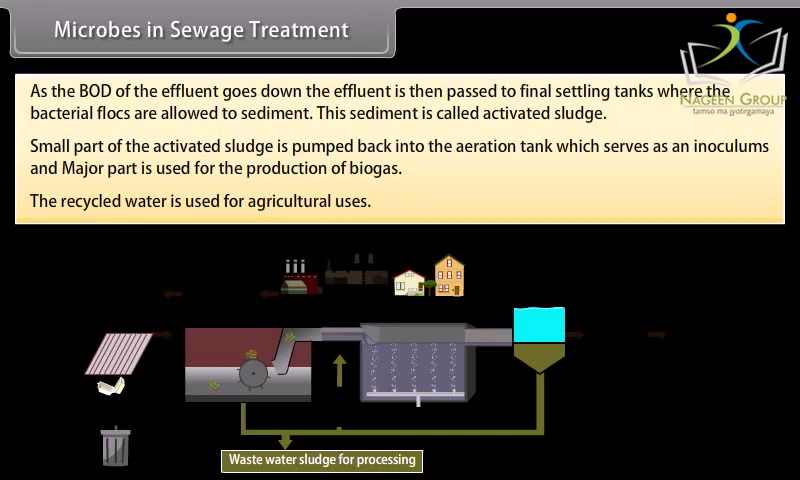 Microbes in Sewage Treatment
As the BOD of the effluent goes down the effluent is then passed to final settling tanks where the
bacterial flocs are allowed to sediment. This sediment is called activated sludge.
Small part of the activated sludge is pumped back into the aeration tank which serves as an inoculums
and Major part is used for the production of biogas.
The recycled water is used for agricultural uses.
NAGEEN GROUP
tamso ma jyotirgamaya
Waste water sludge for processing